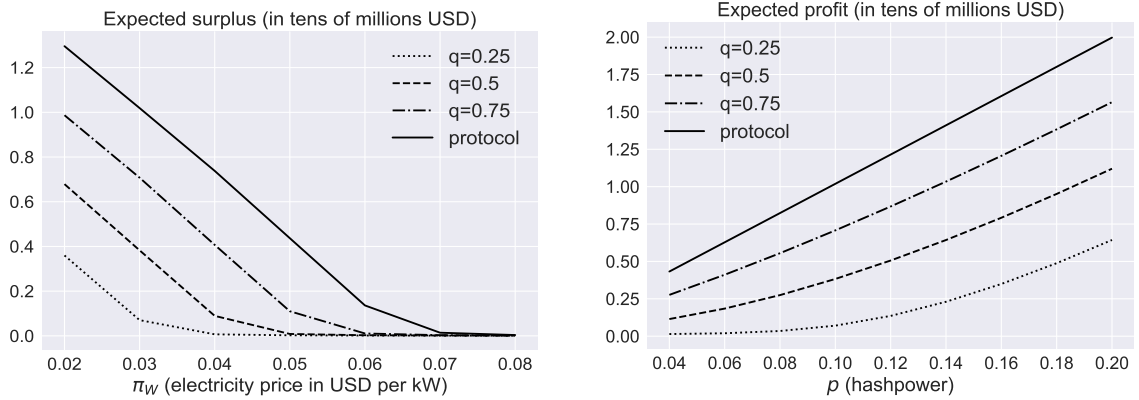 Expected surplus (in tens of millions USD)
q=0.25
q=0.5
q=0.75
protocol
1.2
1.0
0.8
0.6
0.4
0.2
0.0
0.02 0.03 0.04 0.05 0.06 0.07 0.08
π_W (electricity price in USD per kW)
Expected profit (in tens of millions USD)
q=0.25
q=0.5
q=0.75
protocol
2.00
1.75
1.50
1.25
1.00
0.75
0.50
0.25
0.00
0.04 0.06 0.08 0.10 0.12 0.14 0.16 0.18 0.20
p (hashpower)